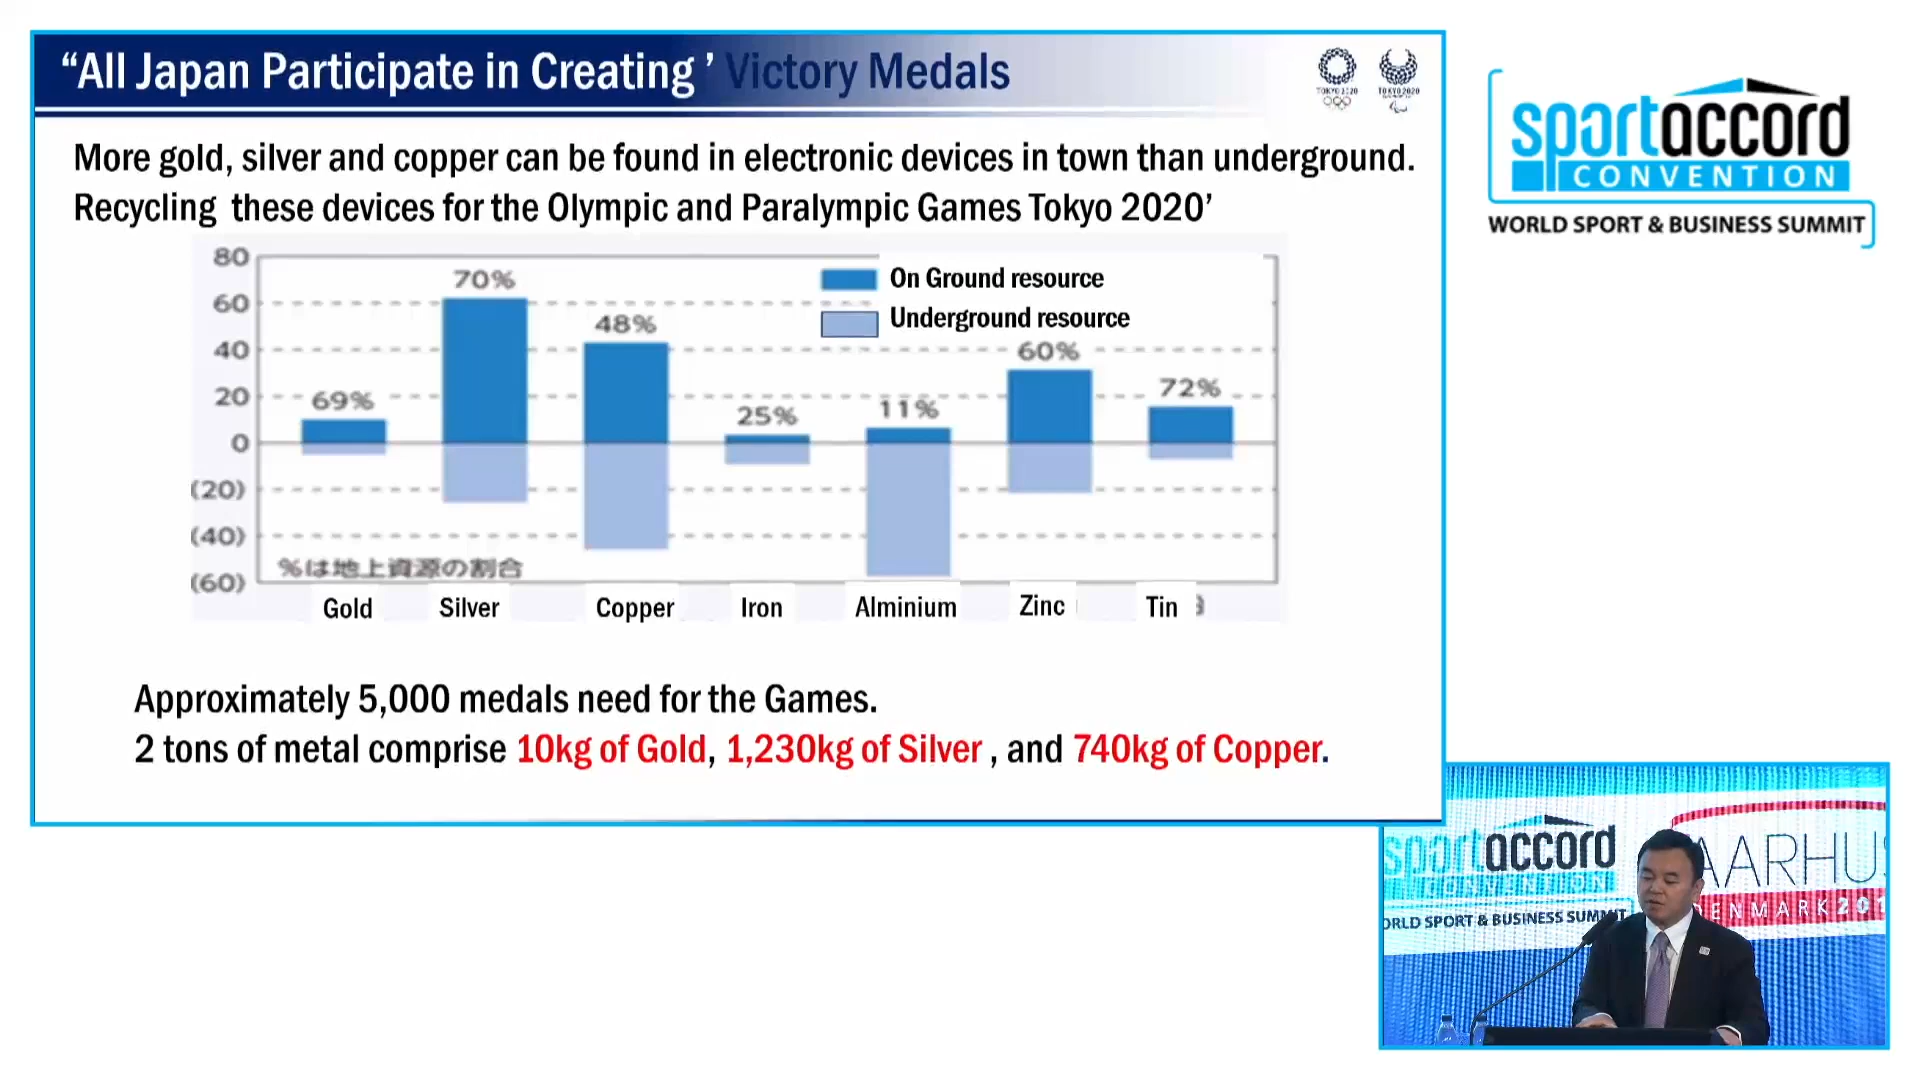 “All Japan Participate in Creating ’ Victory Medals
TOKYO 2020
TOKYO 2020
More gold, silver and copper can be found in electronic devices in town than underground.
Recycling these devices for the Olympic and Paralympic Games Tokyo 2020’
80
60
40
20
0
(20)
(40)
(60)
69%
70%
48%
25%
11%
60%
72%
On Ground resource
Underground resource
%は地上資源の割合
Gold Silver Copper Iron Alminium Zinc Tin
Approximately 5,000 medals need for the Games.
2 tons of metal comprise 10kg of Gold, 1,230kg of Silver , and 740kg of Copper.
sportaccord
CONVENTION
WORLD SPORT & BUSINESS SUMMIT
sportaccord
CONVENTION
ORLD SPORT & BUSINESS SUMMIT
AARHUS
DENMARK 201